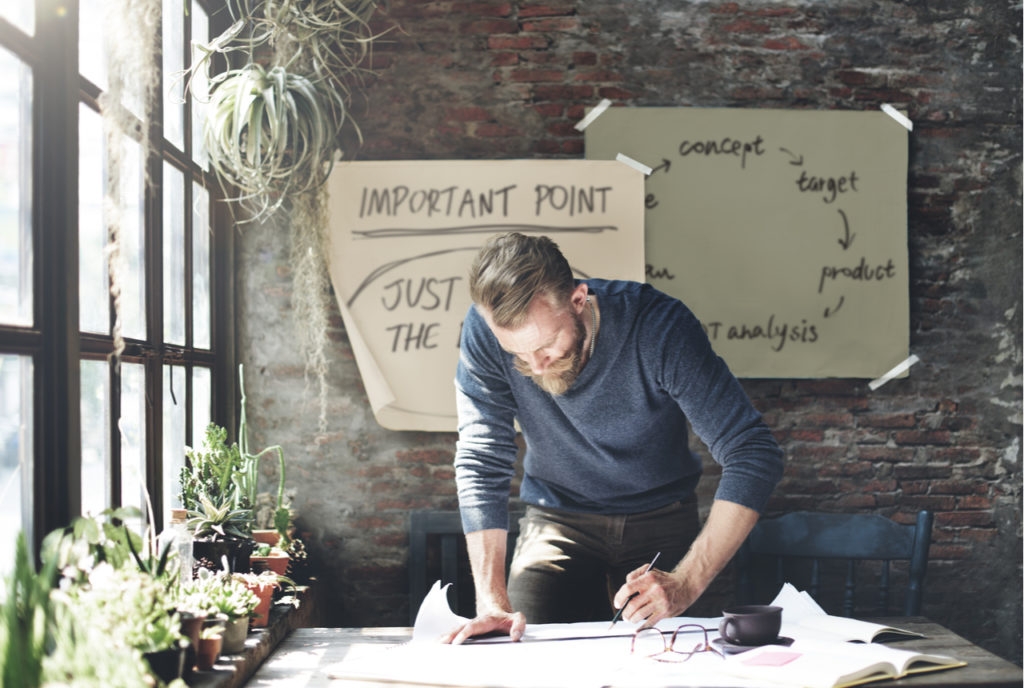 IMPORTANT POINT
JUST
THE
concept
target
product
analysis